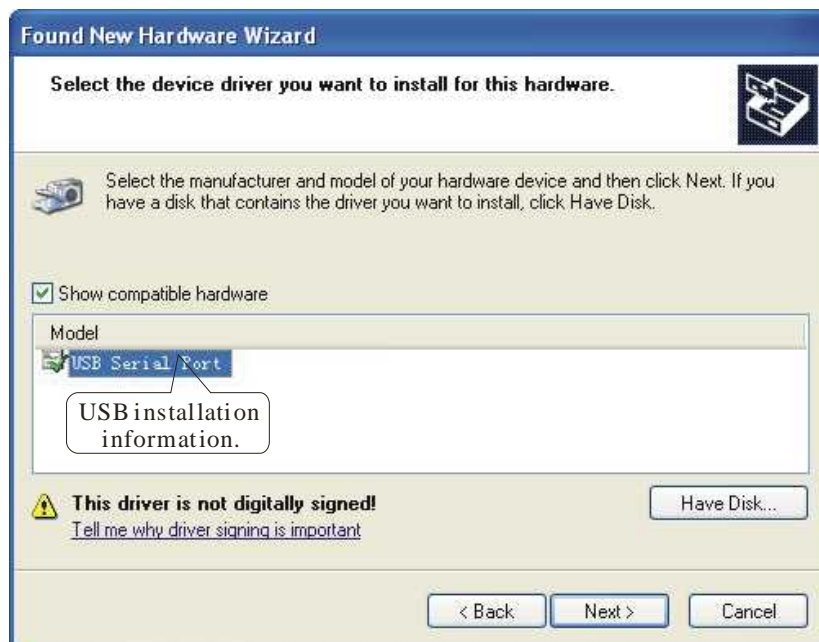 Found New Hardware Wizard
Select the device driver you want to install for this hardware.
Select the manufacturer and model of your hardware device and then click Next. If you
have a disk that contains the driver you want to install, click Have Disk.
Show compatible hardware
Model
USB Serial Port
USB installation
information.
This driver is not digitally signed!
Have Disk...
Tell me why driver signing is important
< Back
Next >
Cancel